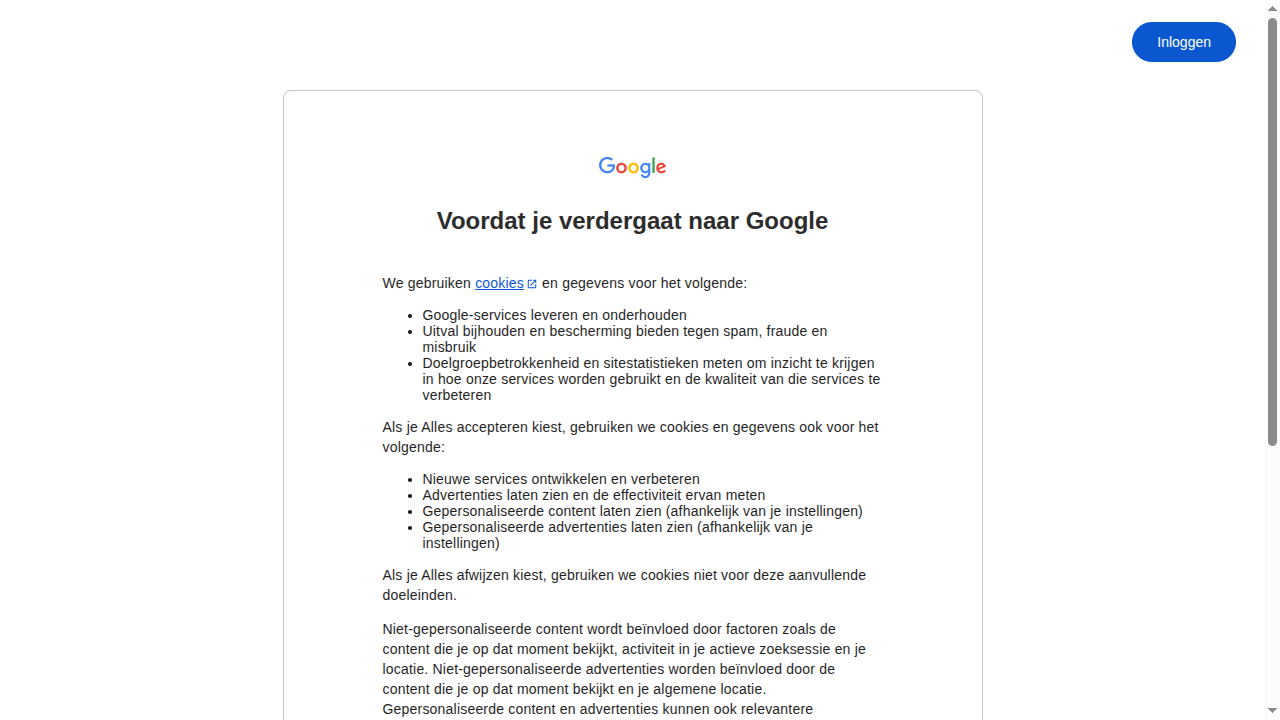 Inloggen
Google
Voordat je verdergaat naar Google
We gebruiken cookies en gegevens voor het volgende:
Google-services leveren en onderhouden
Uitval bijhouden en bescherming bieden tegen spam, fraude en
misbruik
Doelgroepbetrokkenheid en sitestatistieken meten om inzicht te krijgen
in hoe onze services worden gebruikt en de kwaliteit van die services te
verbeteren
Als je Alles accepteren kiest, gebruiken we cookies en gegevens ook voor het
volgende:
Nieuwe services ontwikkelen en verbeteren
Advertenties laten zien en de effectiviteit ervan meten
Gepersonaliseerde content laten zien (afhankelijk van je instellingen)
Gepersonaliseerde advertenties laten zien (afhankelijk van je
instellingen)
Als je Alles afwijzen kiest, gebruiken we cookies niet voor deze aanvullende
doeleinden.
Niet-gepersonaliseerde content wordt beïnvloed door factoren zoals de
content die je op dat moment bekijkt, activiteit in je actieve zoeksessie en je
locatie. Niet-gepersonaliseerde advertenties worden beïnvloed door de
content die je op dat moment bekijkt en je algemene locatie.
Gepersonaliseerde content en advertenties kunnen ook relevantere